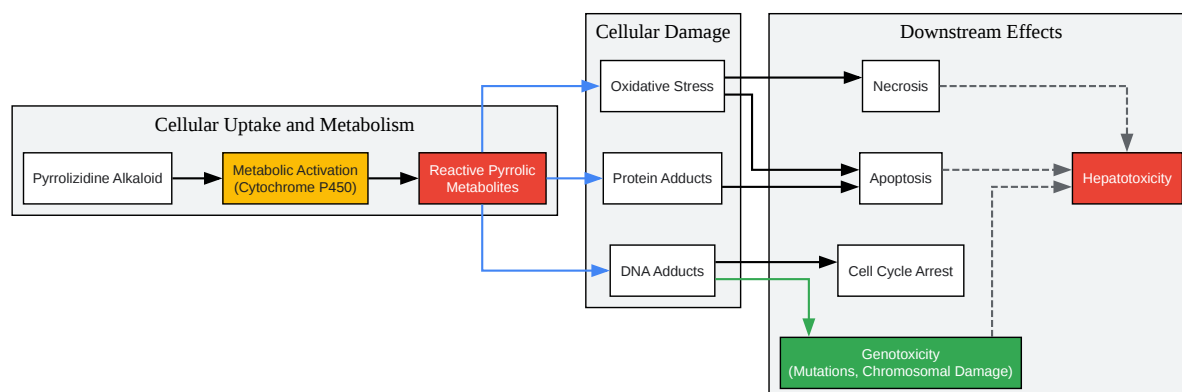 Cellular Uptake and Metabolism
Pyrrolizidine Alkaloid
Metabolic Activation
(Cytochrome P450)
Reactive Pyrrolic
Metabolites
Cellular Damage
Oxidative Stress
Protein Adducts
DNA Adducts
Downstream Effects
Necrosis
Apoptosis
Cell Cycle Arrest
Genotoxicity
(Mutations, Chromosomal Damage)
Hepatotoxicity